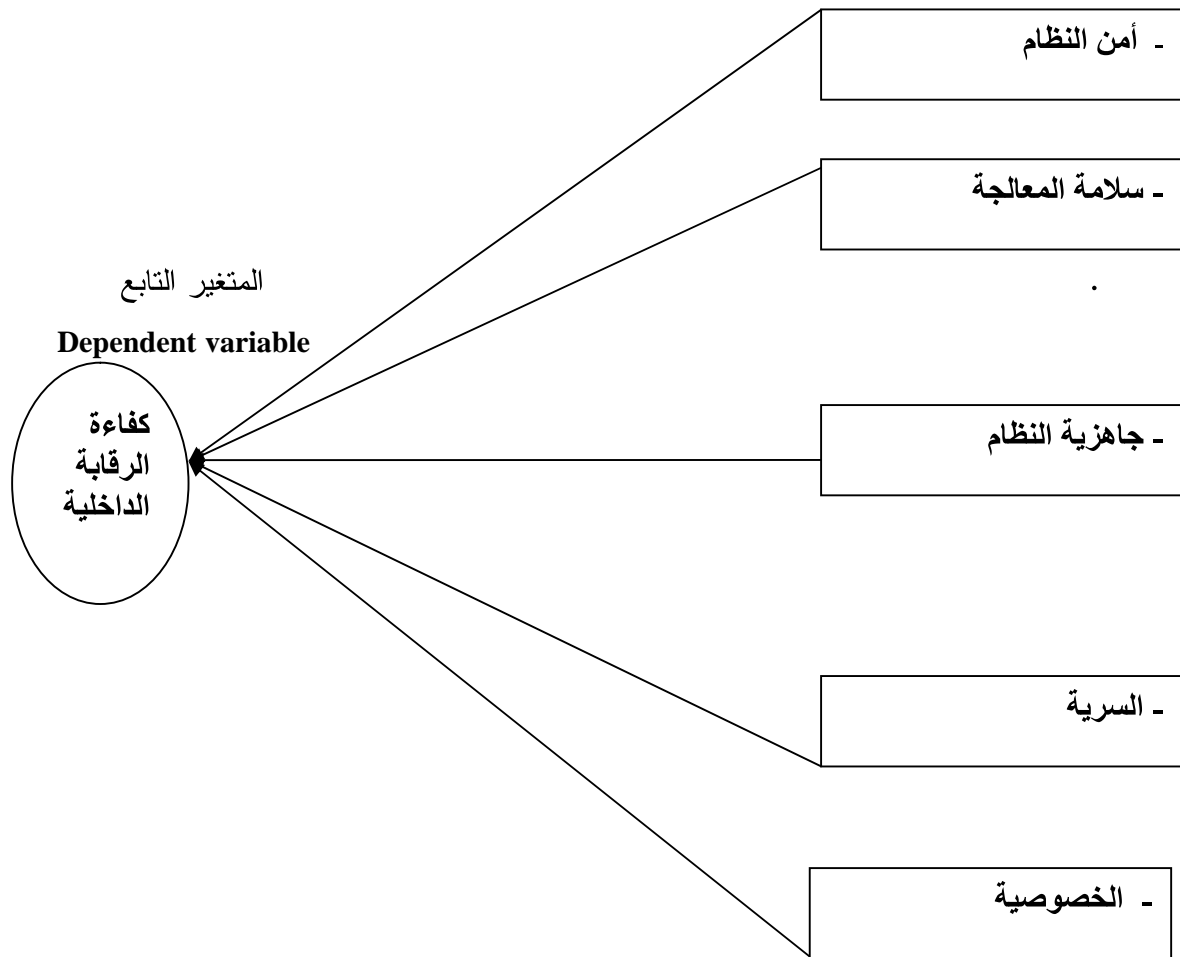 - أمن النظام
- سلامة المعالجة
.
المتغير التابع
Dependent variable
كفاءة
الرقابة
الداخلية
- جاهزية النظام
- السرية
- الخصوصية